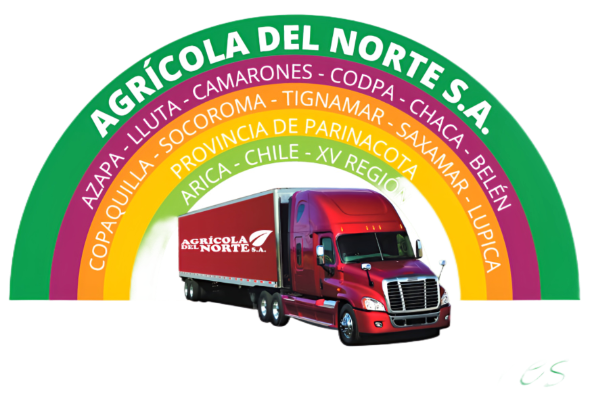 AGRÍCOLA DEL NORTE S.A.
AZAPA - LLUTA - CAMARONES - CODPA - CHACA - BELÉN
COPAQUILLA - SOCOROMA - TIGNAMAR - SAXAMAR - LUPICA
PROVINCIA DE PARINACOTA
ARICA - CHILE - XV REGIÓN
AGRÍCOLA
DEL NORTE S.A.